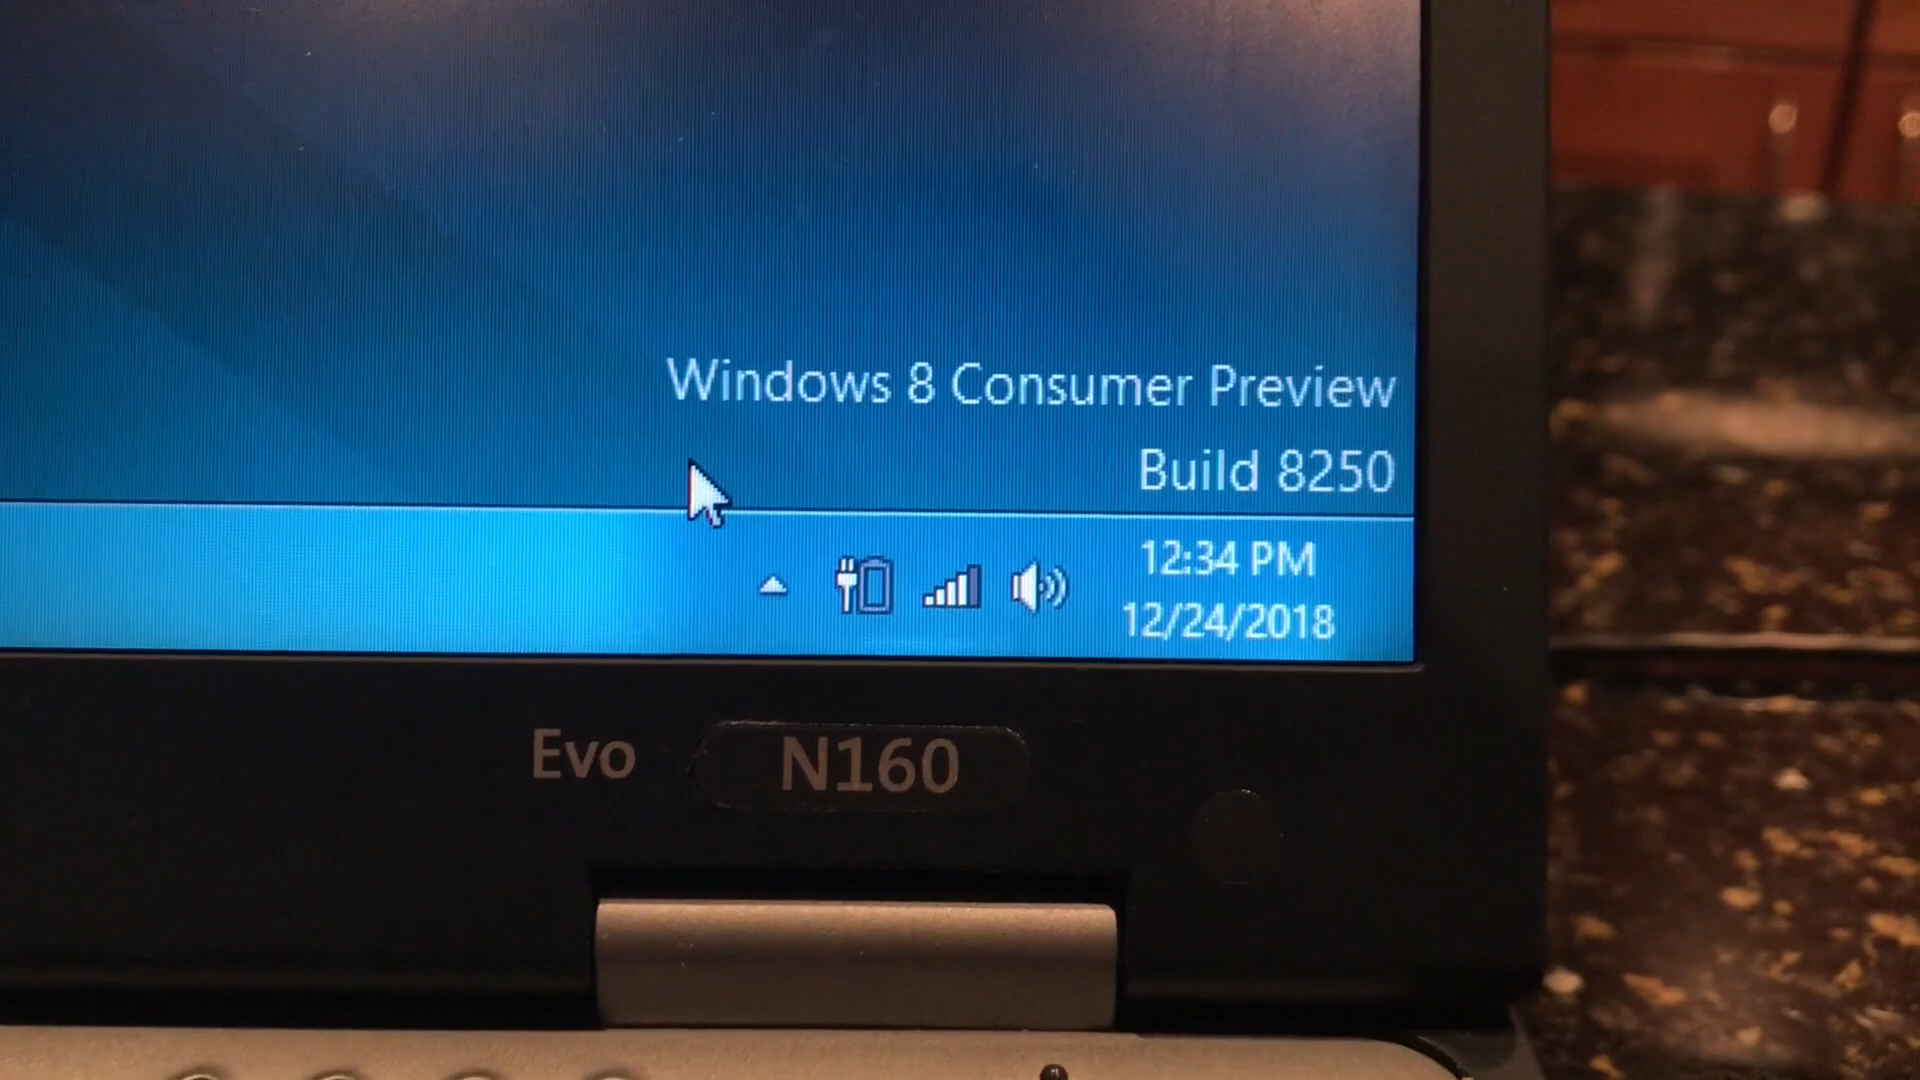 Windows 8 Consumer Preview
Build 8250
12:34 PM
12/24/2018
Evo N160